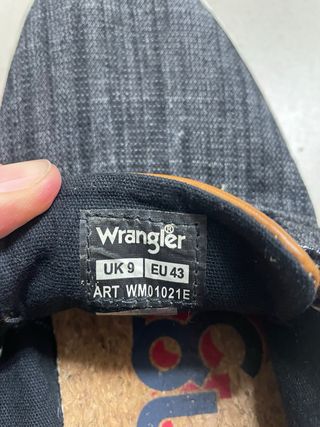 Wrangler
UK 9 EU 43
ART WM01021E